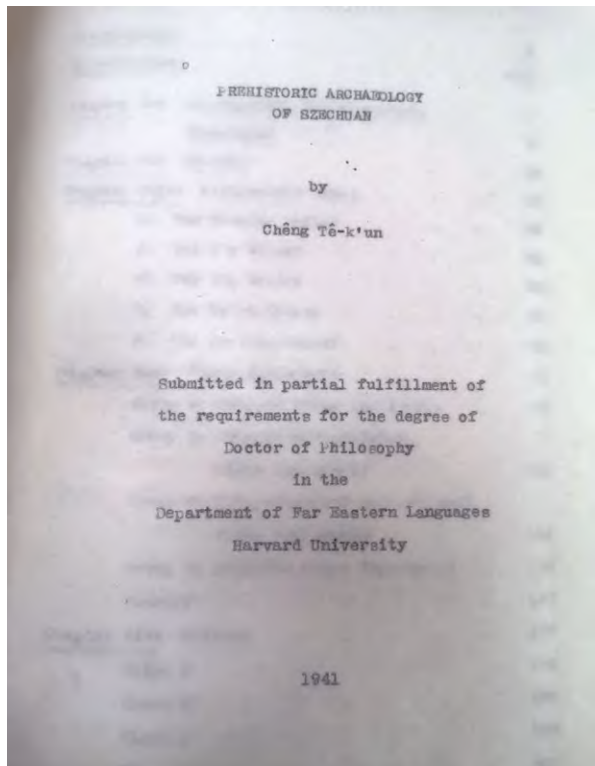 PREHISTORIC ARCHAEOLOGY
OF SZECHUAN
by
Chêng Tê-k'un
Submitted in partial fulfillment of
the requirements for the degree of
Doctor of Philosophy
in the
Department of Far Eastern Languages
Harvard University
1941